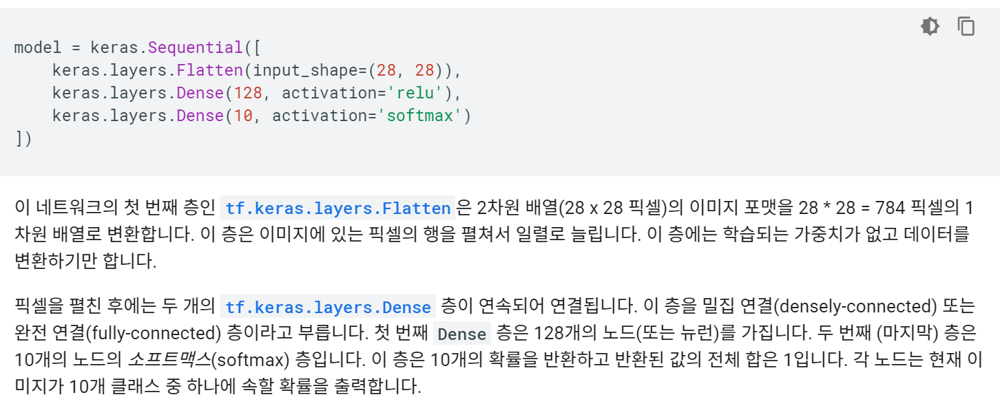 model = keras.Sequential([
    keras.layers.Flatten(input_shape=(28, 28)),
    keras.layers.Dense(128, activation='relu'),
    keras.layers.Dense(10, activation='softmax')
])
이 네트워크의 첫 번째 층인 tf.keras.layers.Flatten 은 2차원 배열(28 x 28 픽셀)의 이미지 포맷을 28 * 28 = 784 픽셀의 1
차원 배열로 변환합니다. 이 층은 이미지에 있는 픽셀의 행을 펼쳐서 일렬로 늘립니다. 이 층에는 학습되는 가중치가 없고 데이터를
변환하기만 합니다.
픽셀을 펼친 후에는 두 개의 tf.keras.layers.Dense 층이 연속되어 연결됩니다. 이 층을 밀집 연결(densely-connected) 또는
완전 연결(fully-connected) 층이라고 부릅니다. 첫 번째 Dense 층은 128개의 노드(또는 뉴런)를 가집니다. 두 번째 (마지막) 층은
10개의 노드의 소프트맥스(softmax) 층입니다. 이 층은 10개의 확률을 반환하고 반환된 값의 전체 합은 1입니다. 각 노드는 현재 이
미지가 10개 클래스 중 하나에 속할 확률을 출력합니다.